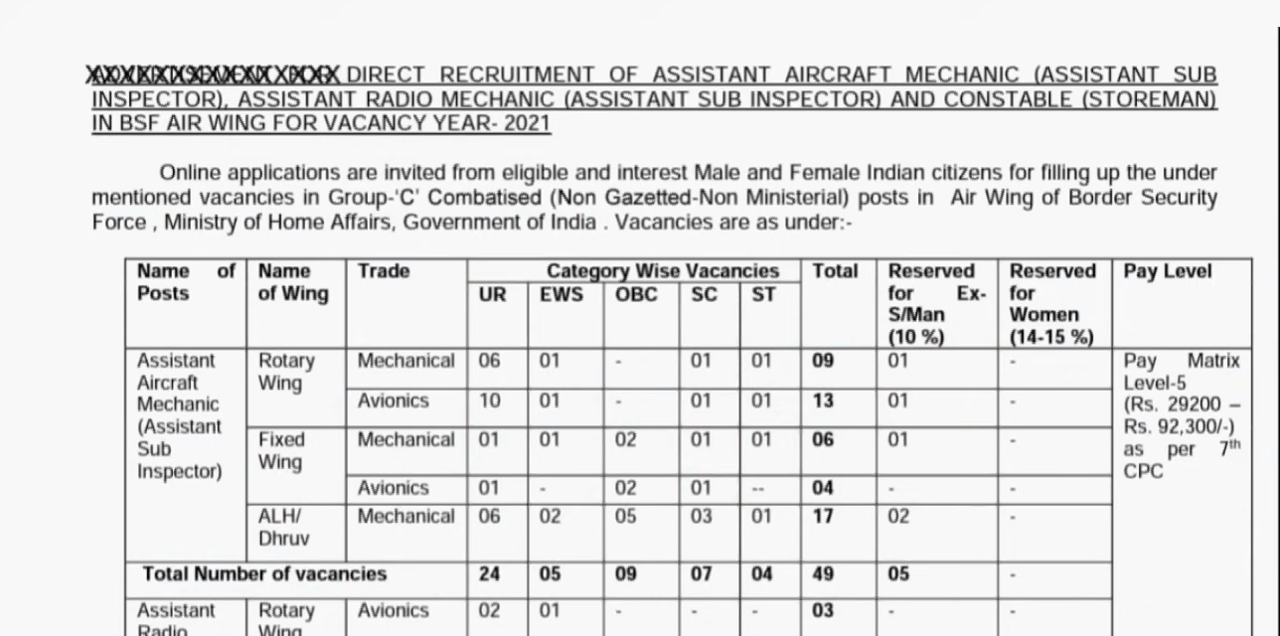 DIRECT RECRUITMENT OF ASSISTANT AIRCRAFT MECHANIC (ASSISTANT SUB
INSPECTOR), ASSISTANT RADIO MECHANIC (ASSISTANT SUB INSPECTOR) AND CONSTABLE (STOREMAN)
IN BSF AIR WING FOR VACANCY YEAR- 2021
Online applications are invited from eligible and interest Male and Female Indian citizens for filling up the under
mentioned vacancies in Group-'C' Combatised (Non Gazetted-Non Ministerial) posts in Air Wing of Border Security
Force , Ministry of Home Affairs, Government of India . Vacancies are as under:-
Name of Posts Name of Wing Trade Category Wise Vacancies Total Reserved for Ex-S/Man (10 %) Reserved for Women (14-15 %) Pay Level
UR EWS OBC SC ST
Assistant Aircraft Mechanic (Assistant Sub Inspector) Rotary Wing Mechanical 06 01 - 01 01 09 01 - Pay Matrix Level-5 (Rs. 29200 – Rs. 92,300/-) as per 7th CPC
Avionics 10 01 - 01 01 13 01 -
Fixed Wing Mechanical 01 01 02 01 01 06 01 -
Avionics 01 - 02 01 -- 04 - -
ALH/ Dhruv Mechanical 06 02 05 03 01 17 02 -
Total Number of vacancies 24 05 09 07 04 49 05 -
Assistant Radio Rotary Wing Avionics 02 01 - - - 03 - -